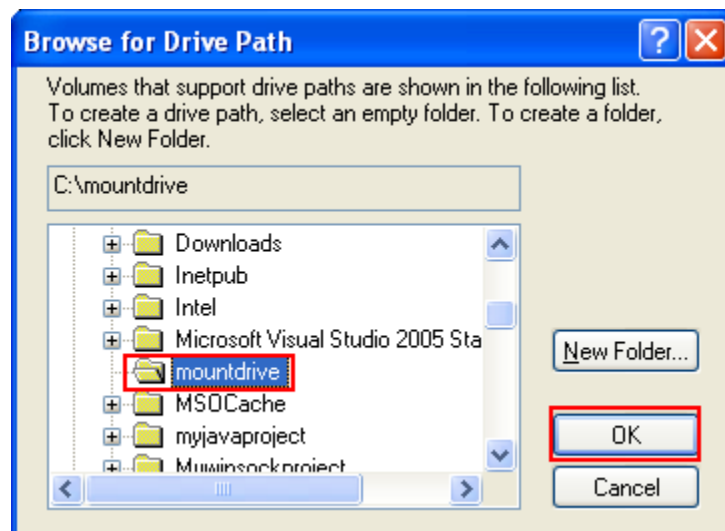 Browse for Drive Path
Volumes that support drive paths are shown in the following list.
To create a drive path, select an empty folder. To create a folder,
click New Folder.
C:\mountdrive
Downloads
Inetpub
Intel
Microsoft Visual Studio 2005 Sta
mountdrive
MSOCache
myjavaproject
Mywinsockproject
New Folder...
OK
Cancel